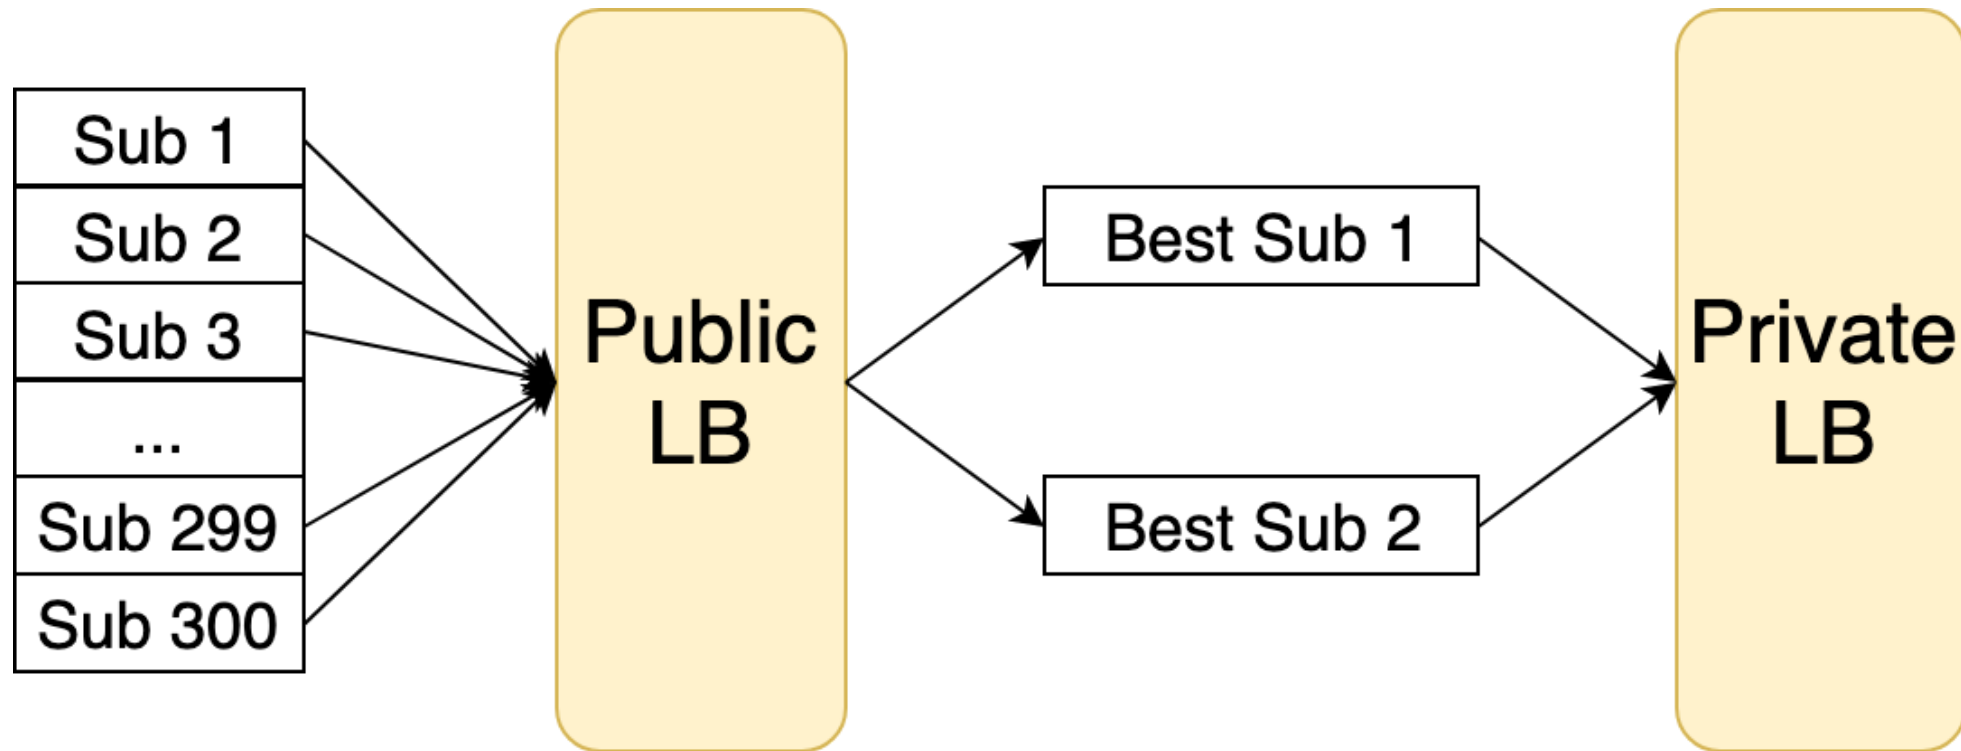 Sub 1
Sub 2
Sub 3
...
Sub 299
Sub 300
Public
LB
Best Sub 1
Best Sub 2
Private
LB